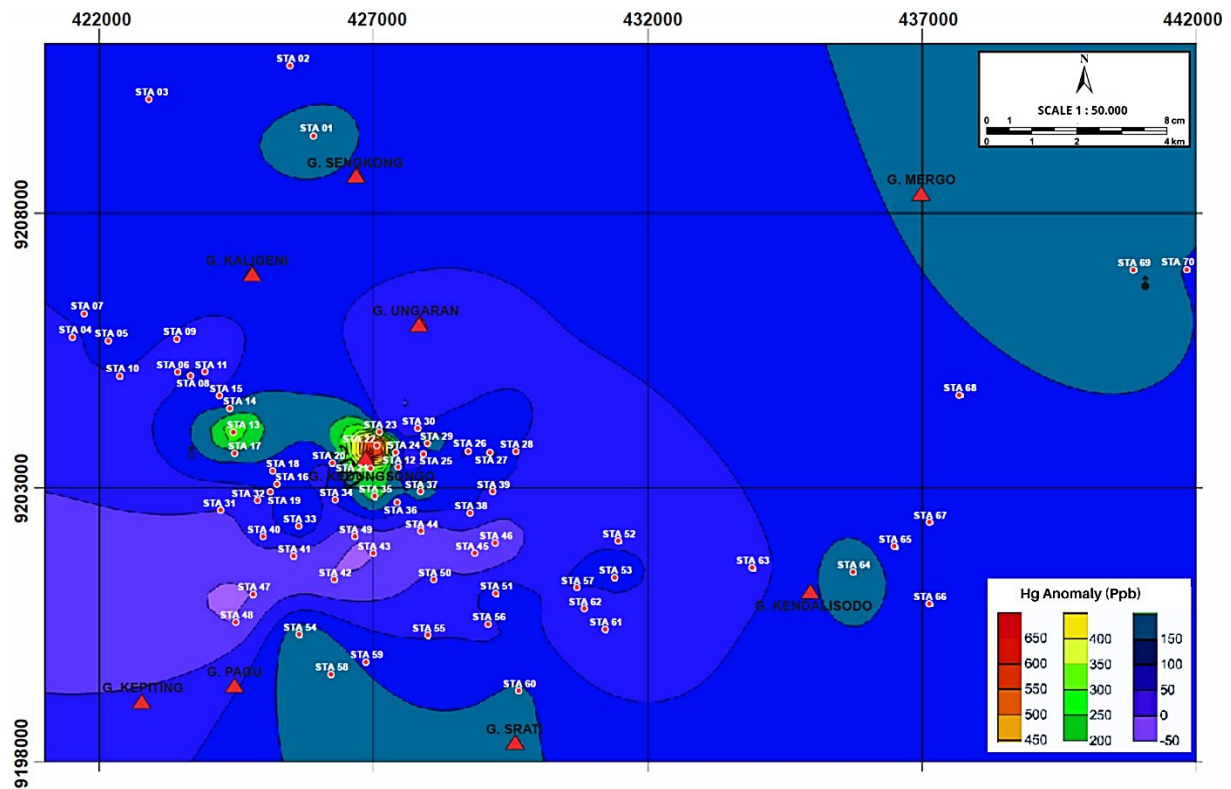 422000
427000
432000
437000
442000
N
SCALE 1 : 50.000
0 1 2 3 8 cm
0 1 2 3 4 km
STA 02
STA 03
STA 01
G. SENGKONG
G. MERGO
9208000
G. KALIGENI
STA 69
STA 70
STA 07
G. UNGARAN
STA 04
STA 05
STA 09
STA 10
STA 06
STA 11
STA 08
STA 15
STA 14
STA 68
STA 13
STA 23
STA 30
STA 17
STA 22
STA 24
STA 29
STA 26
STA 28
STA 20
STA 21
STA 12
STA 25
STA 27
STA 18
G. KEDUNGSONGO
STA 16
9203000
STA 32
STA 19
STA 34
STA 35
STA 37
STA 39
STA 31
STA 36
STA 38
STA 33
STA 67
STA 40
STA 49
STA 44
STA 46
STA 52
STA 65
STA 41
STA 43
STA 45
STA 63
STA 64
STA 42
STA 50
STA 53
STA 47
STA 51
STA 57
G. KENDALISODO
STA 66
STA 48
STA 62
STA 56
STA 61
STA 54
STA 55
STA 59
STA 58
G. PAGU
G. KEPITING
STA 60
G. SRATI
9198000
Hg Anomaly (Ppb)
650
600
550
500
450
400
350
300
250
200
150
100
50
0
-50